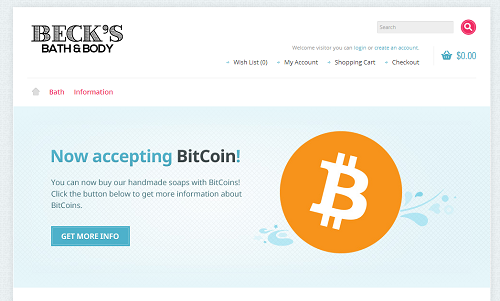 BECK'S
BATH & BODY
Search
Welcome visitor you can login or create an account.
Wish List (0) My Account Shopping Cart Checkout
$0.00
Bath Information
Now accepting BitCoin!
You can now buy our handmade soaps with BitCoins!
Click the button below to get more information about
BitCoins.
GET MORE INFO